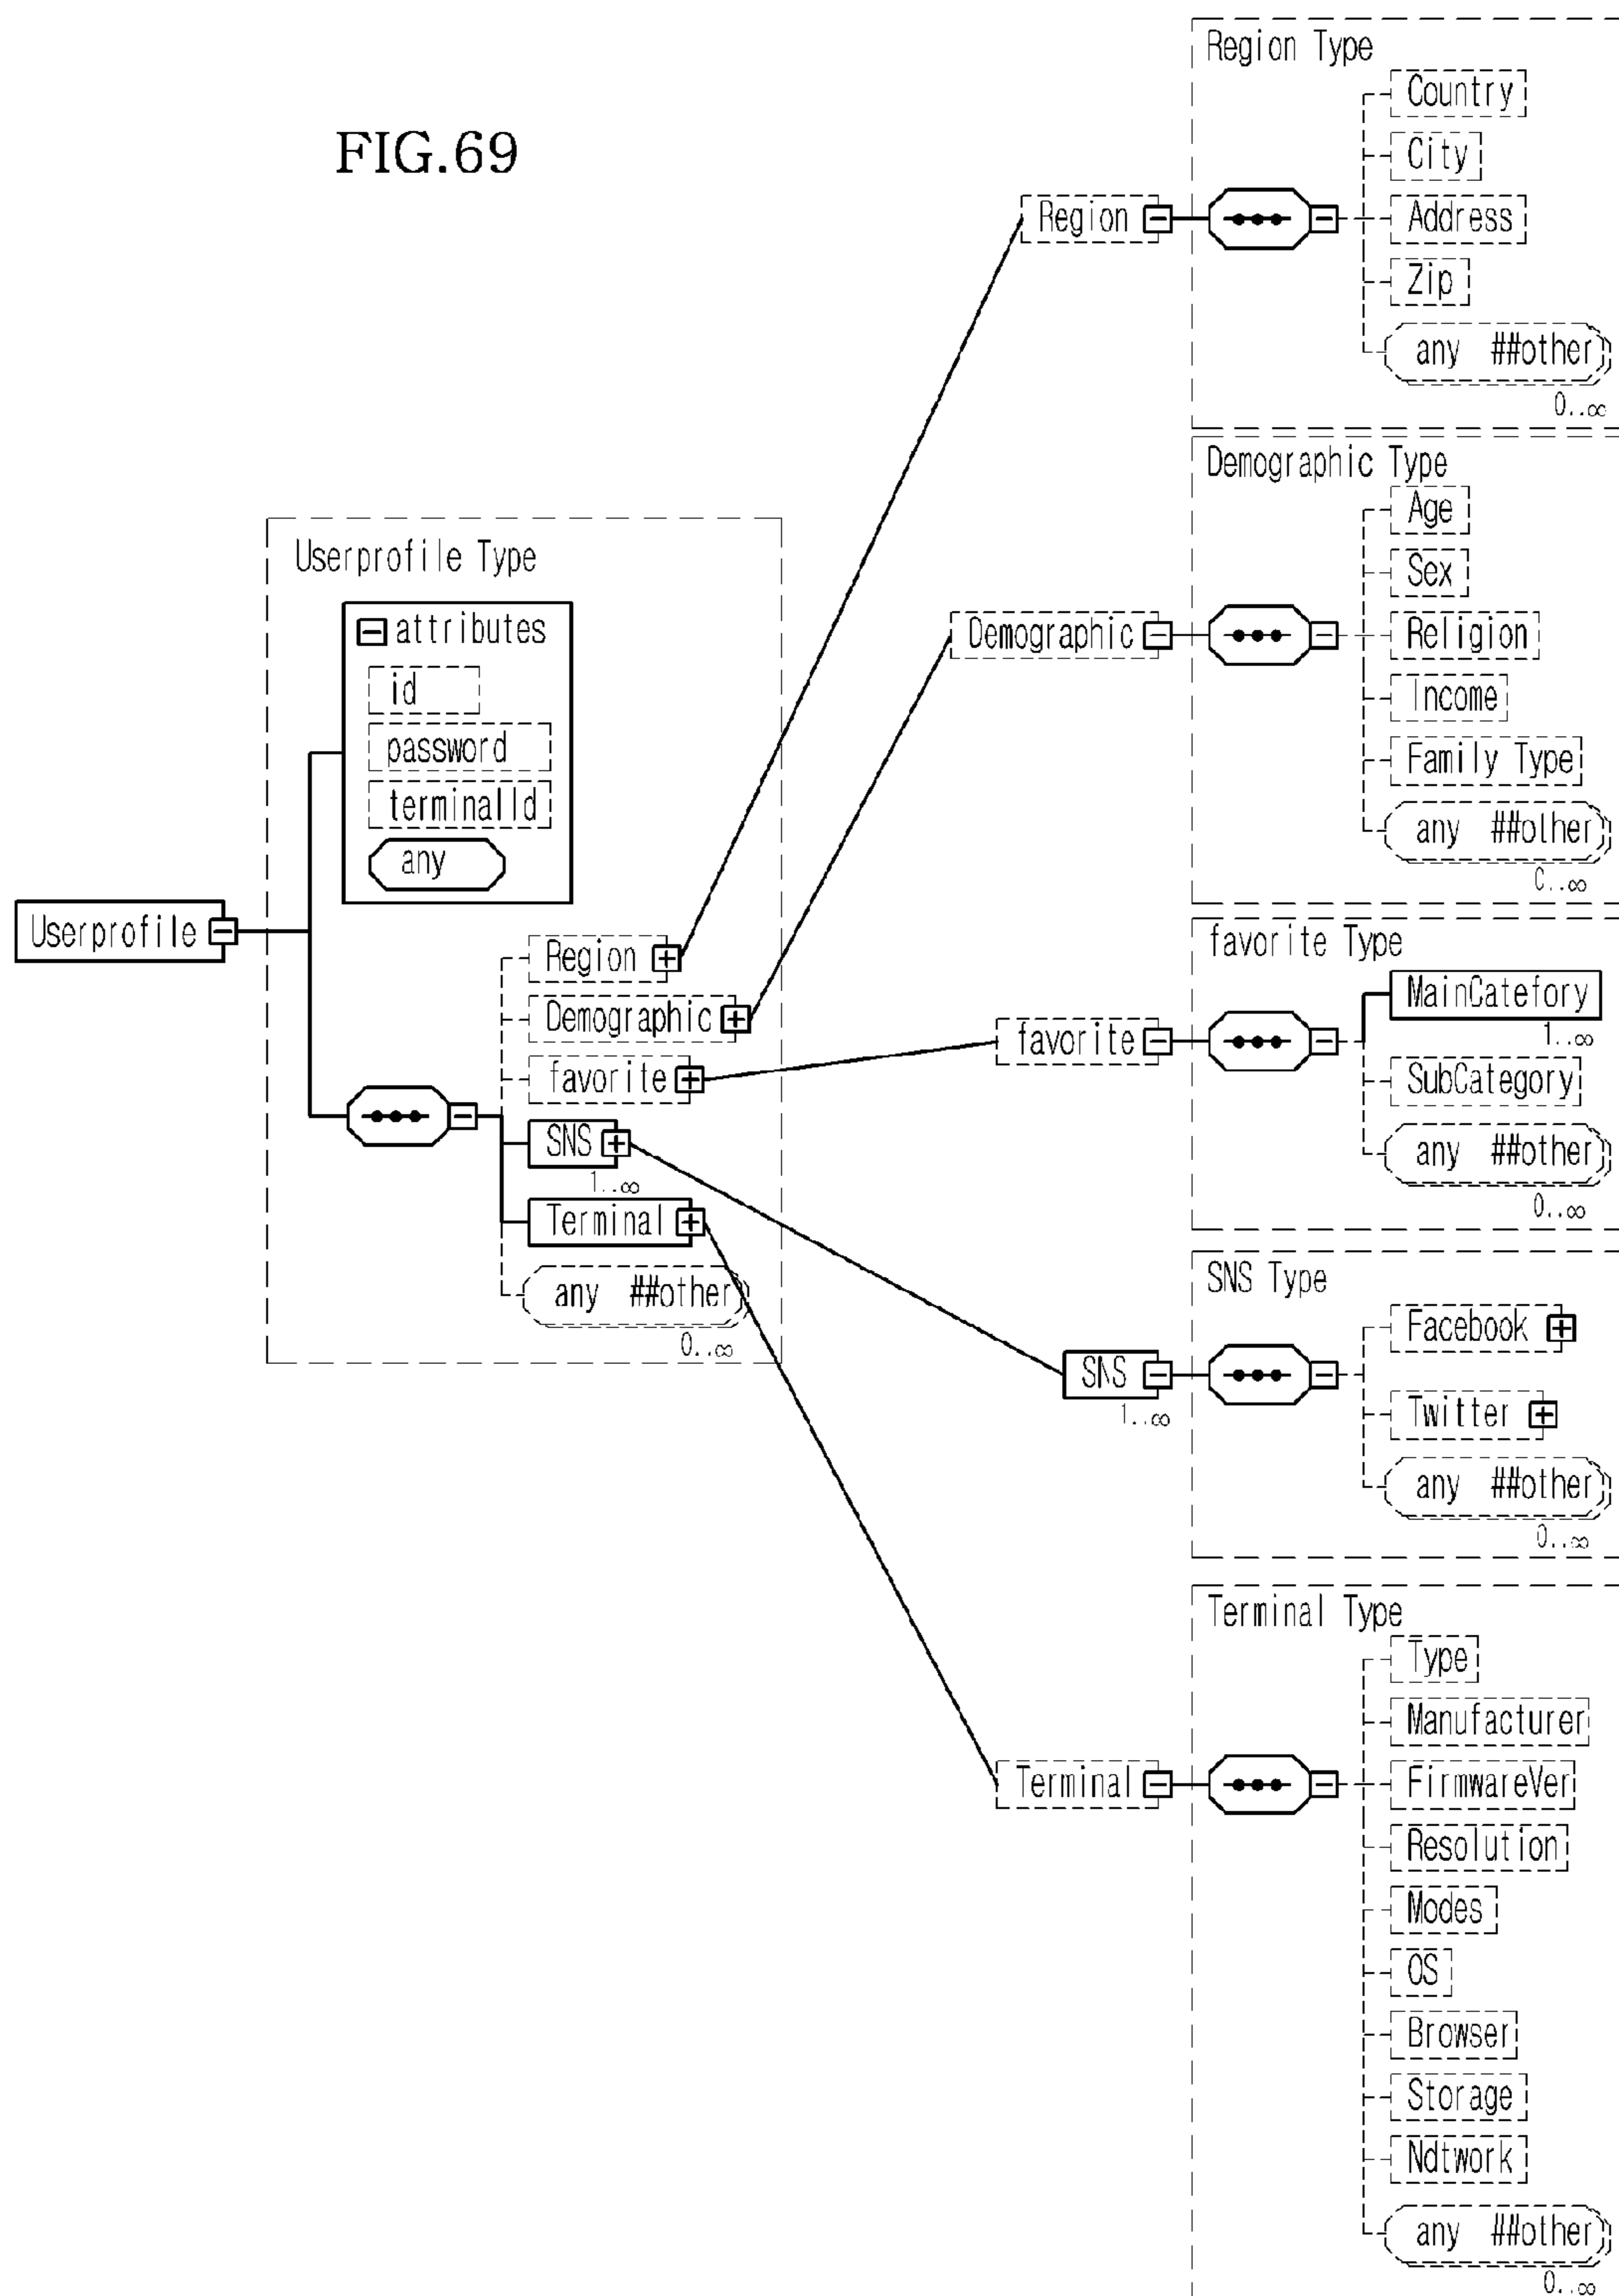 FIG.69
Userprofile
Userprofile Type
attributes
id
password
terminalId
any
Region
Demographic
favorite
SNS
1..∞
Terminal
any ##other
0..∞
Region
Region Type
Country
City
Address
Zip
any ##other
0..∞
Demographic
Demographic Type
Age
Sex
Religion
Income
Family Type
any ##other
0..∞
favorite
favorite Type
MainCatefory
1..∞
SubCategory
any ##other
0..∞
SNS
1..∞
SNS Type
Facebook
Twitter
any ##other
0..∞
Terminal
Terminal Type
Type
Manufacturer
FirmwareVer
Resolution
Modes
OS
Browser
Storage
Ndtwork
any ##other
0..∞